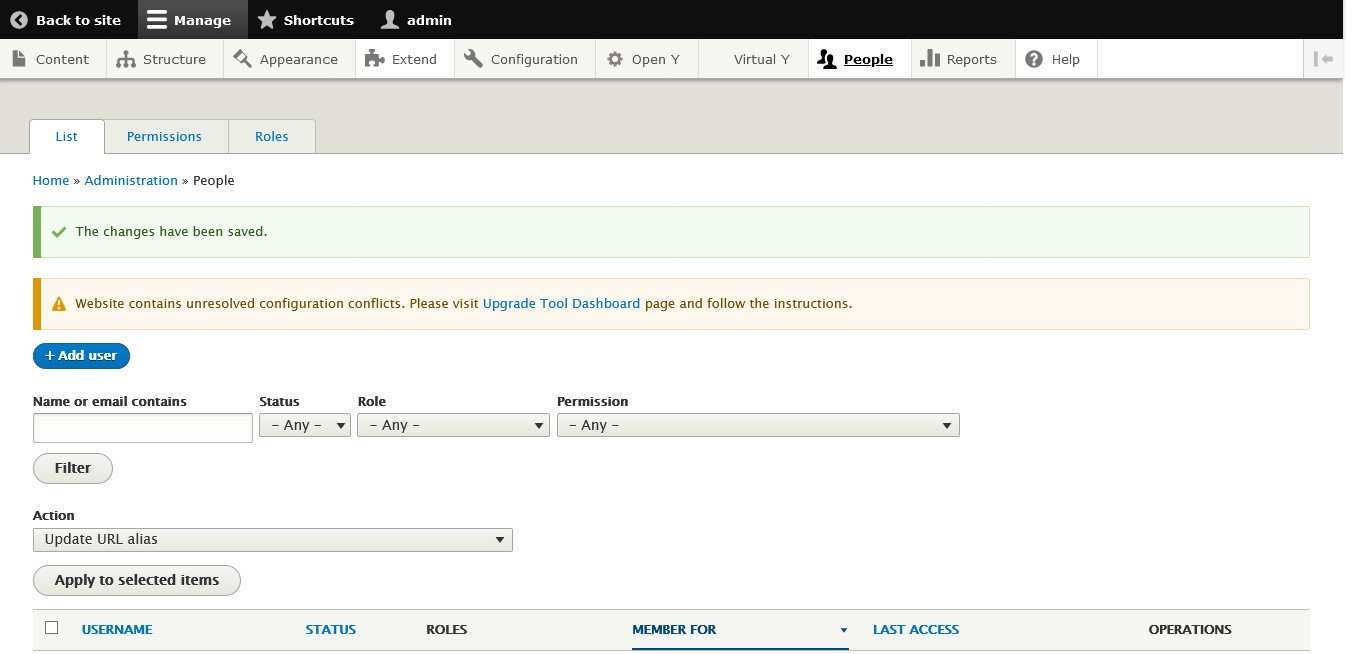 Back to site Manage Shortcuts admin
Content Structure Appearance Extend Configuration Open Y Virtual Y People Reports Help
List Permissions Roles
Home » Administration » People
The changes have been saved.
Website contains unresolved configuration conflicts. Please visit Upgrade Tool Dashboard page and follow the instructions.
+ Add user
Name or email contains Status Role Permission
- Any - - Any - - Any -
Filter
Action
Update URL alias
Apply to selected items
USERNAME STATUS ROLES MEMBER FOR LAST ACCESS OPERATIONS